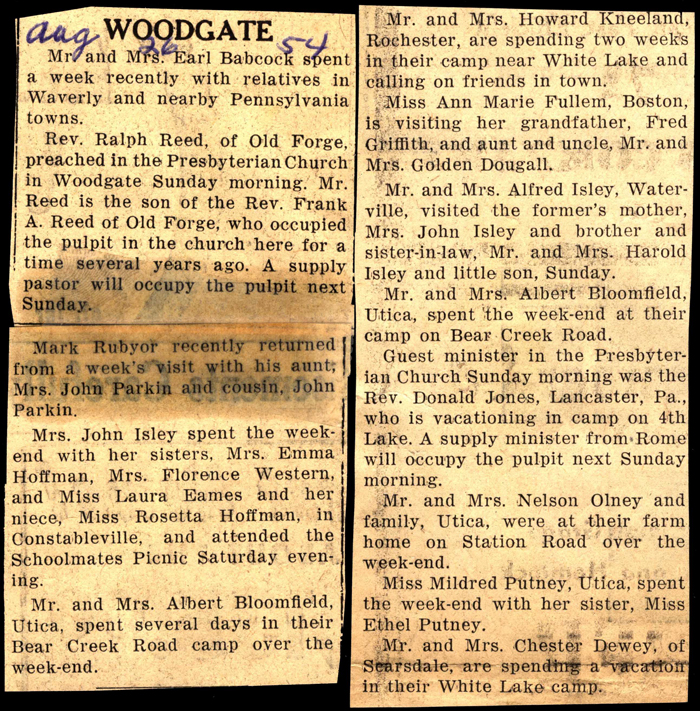 WOODGATE
Aug 26 54
Mr. and Mrs. Earl Babcock spent
a week recently with relatives in
Waverly and nearby Pennsylvania
towns.
Rev. Ralph Reed, of Old Forge,
preached in the Presbyterian Church
in Woodgate Sunday morning. Mr.
Reed is the son of the Rev. Frank
A. Reed of Old Forge, who occupied
the pulpit in the church here for a
time several years ago. A supply
pastor will occupy the pulpit next
Sunday.
Mark Rubyor recently returned
from a week's visit with his aunt,
Mrs. John Parkin and cousin, John
Parkin.
Mrs. John Isley spent the week-
end with her sisters, Mrs. Emma
Hoffman, Mrs. Florence Western,
and Miss Laura Eames and her
niece, Miss Rosetta Hoffman, in
Constableville, and attended the
Schoolmates Picnic Saturday even-
ing.
Mr. and Mrs. Albert Bloomfield,
Utica, spent several days in their
Bear Creek Road camp over the
week-end.
Mr. and Mrs. Howard Kneeland,
Rochester, are spending two weeks
in their camp near White Lake and
calling on friends in town.
Miss Ann Marie Fullem, Boston,
is visiting her grandfather, Fred
Griffith, and aunt and uncle, Mr. and
Mrs. Golden Dougall.
Mr. and Mrs. Alfred Isley, Water-
ville, visited the former's mother,
Mrs. John Isley and brother and
sister-in-law, Mr. and Mrs. Harold
Isley and little son, Sunday.
Mr. and Mrs. Albert Bloomfield,
Utica, spent the week-end at their
camp on Bear Creek Road.
Guest minister in the Presbyter-
ian Church Sunday morning was the
Rev. Donald Jones, Lancaster, Pa.,
who is vacationing in camp on 4th
Lake. A supply minister from Rome
will occupy the pulpit next Sunday
morning.
Mr. and Mrs. Nelson Olney and
family, Utica, were at their farm
home on Station Road over the
week-end.
Miss Mildred Putney, Utica, spent
the week-end with her sister, Miss
Ethel Putney.
Mr. and Mrs. Chester Dewey, of
Scarsdale, are spending a vacation
in their White Lake camp.